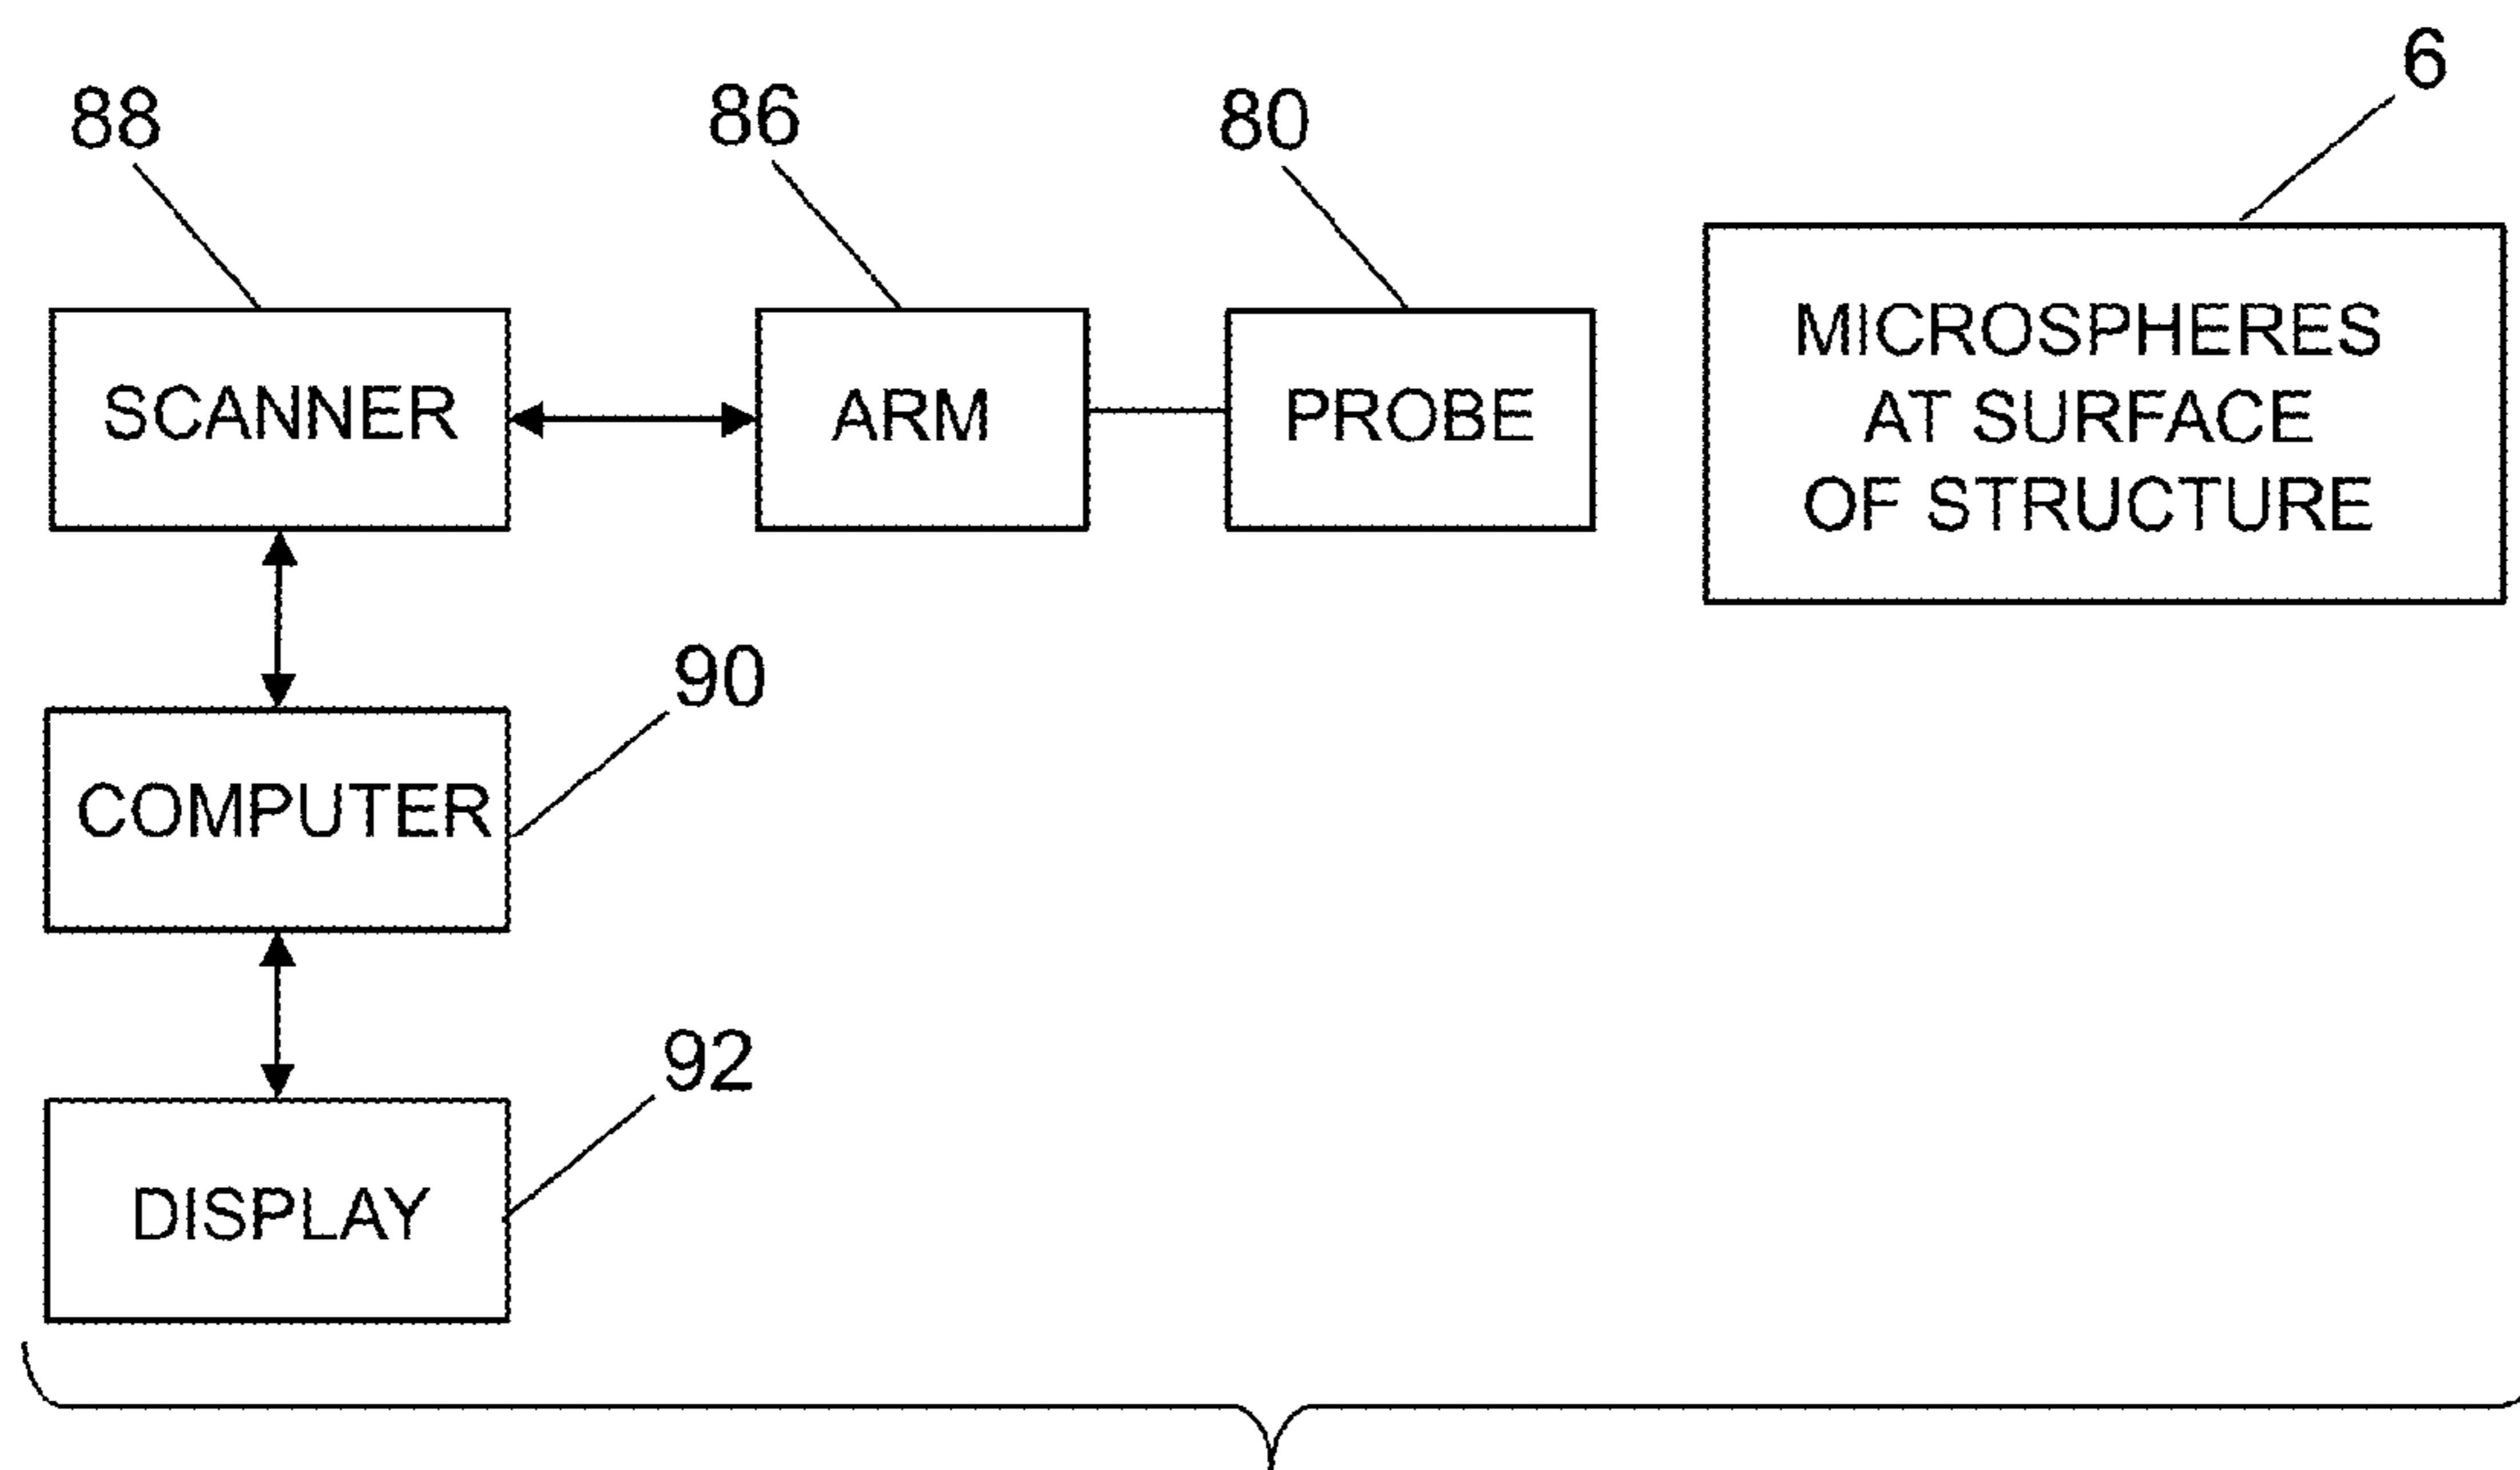 6
88
86
80
SCANNER
ARM
PROBE
MICROSPHERES
AT SURFACE
OF STRUCTURE
90
COMPUTER
92
DISPLAY